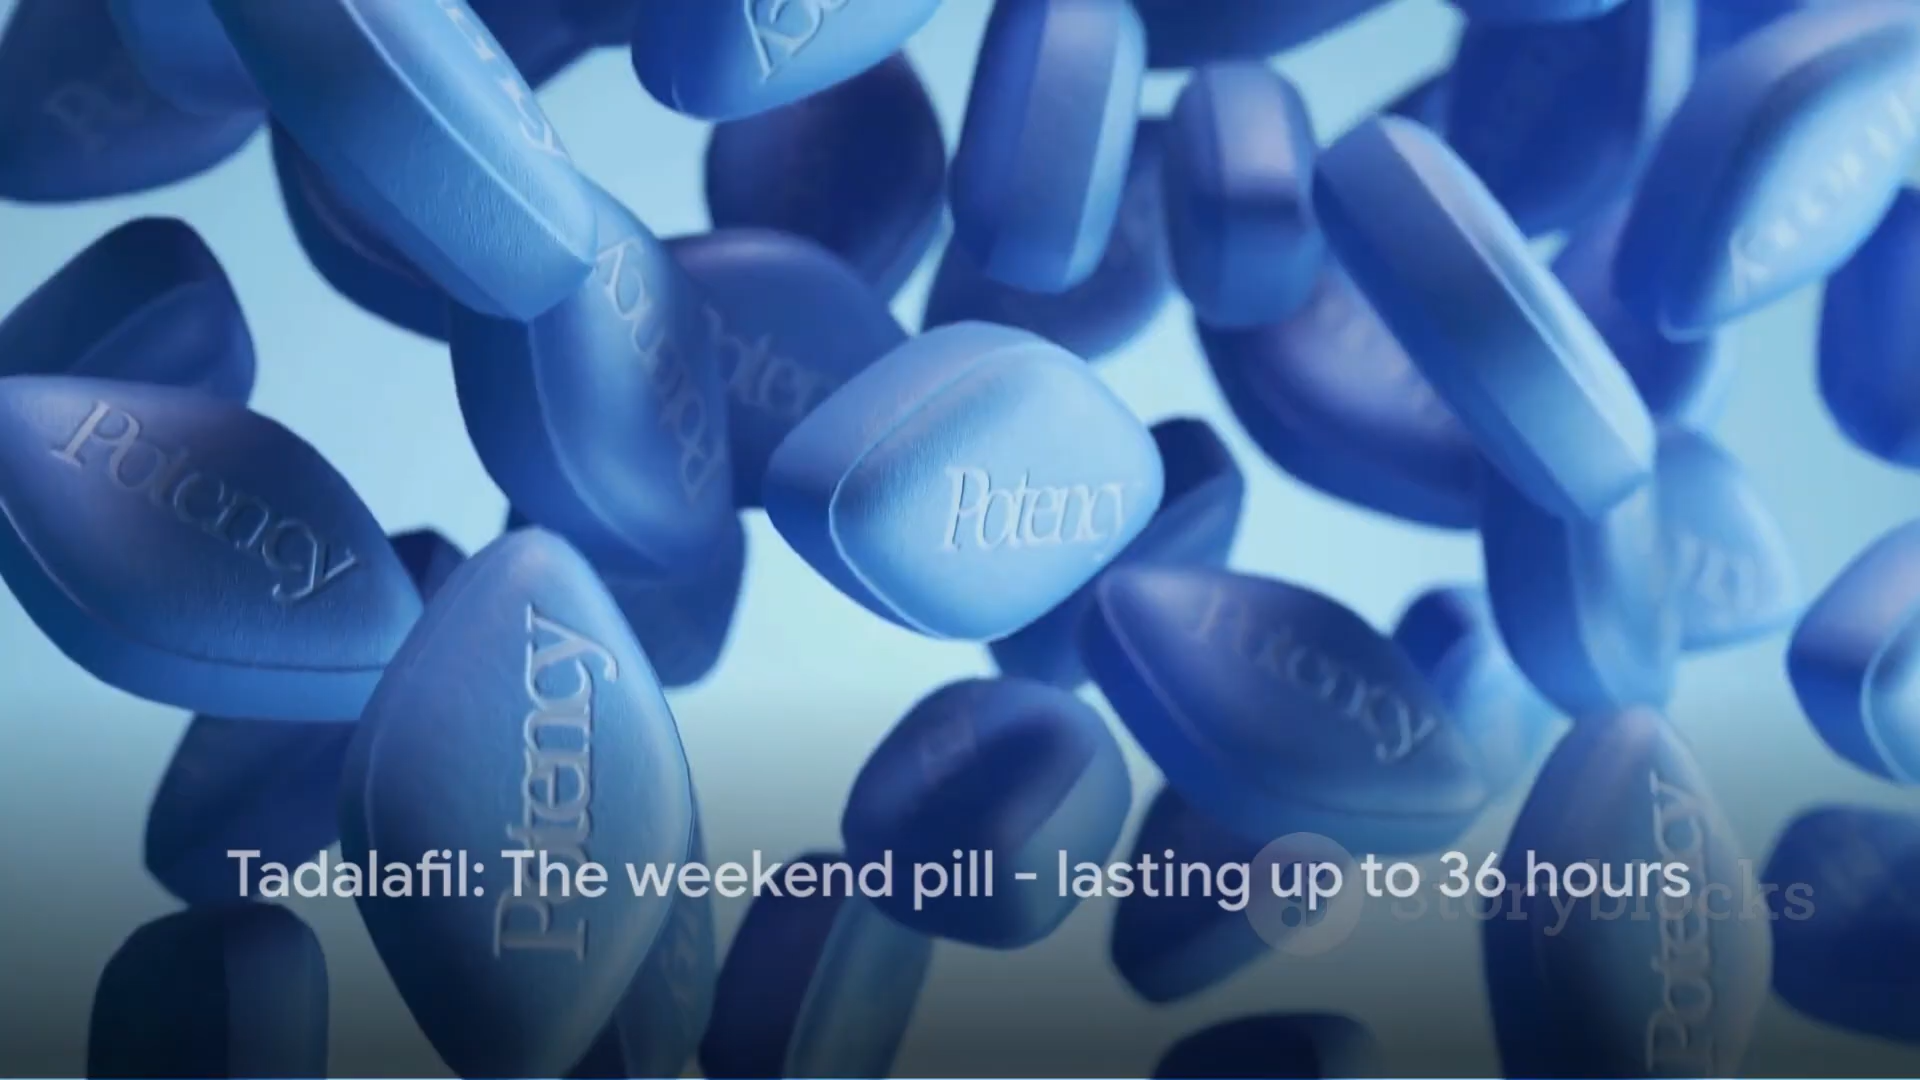 Potency
Potency
Potency
Potency
Potency
Potency
Tadalafil: The weekend pill - lasting up to 36 hours
storyblocks